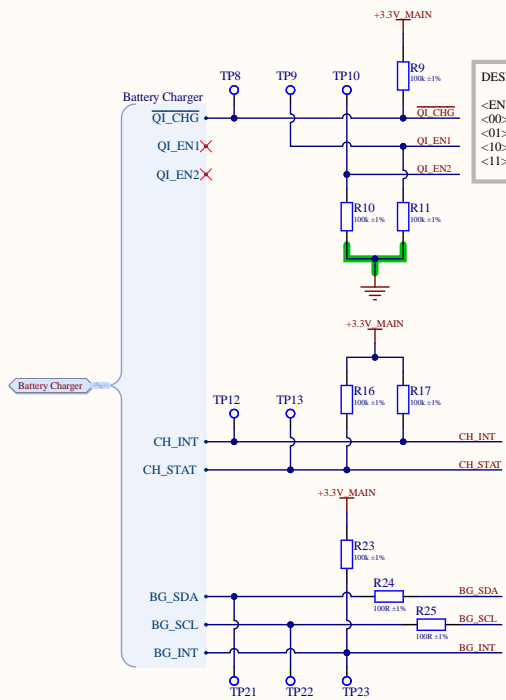 +3.3V_MAIN
R9
100k ±1%
TP8
TP9
TP10
DES
<EN
<00>
<01>
<10>
<11>
Battery Charger
QI_CHG
QI_CHG
QI_EN1
QI_EN1
QI_EN2
QI_EN2
R10
100k ±1%
R11
100k ±1%
+3.3V_MAIN
Battery Charger
R16
100k ±1%
R17
100k ±1%
TP12
TP13
CH_INT
CH_INT
CH_STAT
CH_STAT
+3.3V_MAIN
R23
100k ±1%
R24
100R ±1%
BG_SDA
BG_SDA
R25
100R ±1%
BG_SCL
BG_SCL
BG_INT
BG_INT
TP21
TP22
TP23